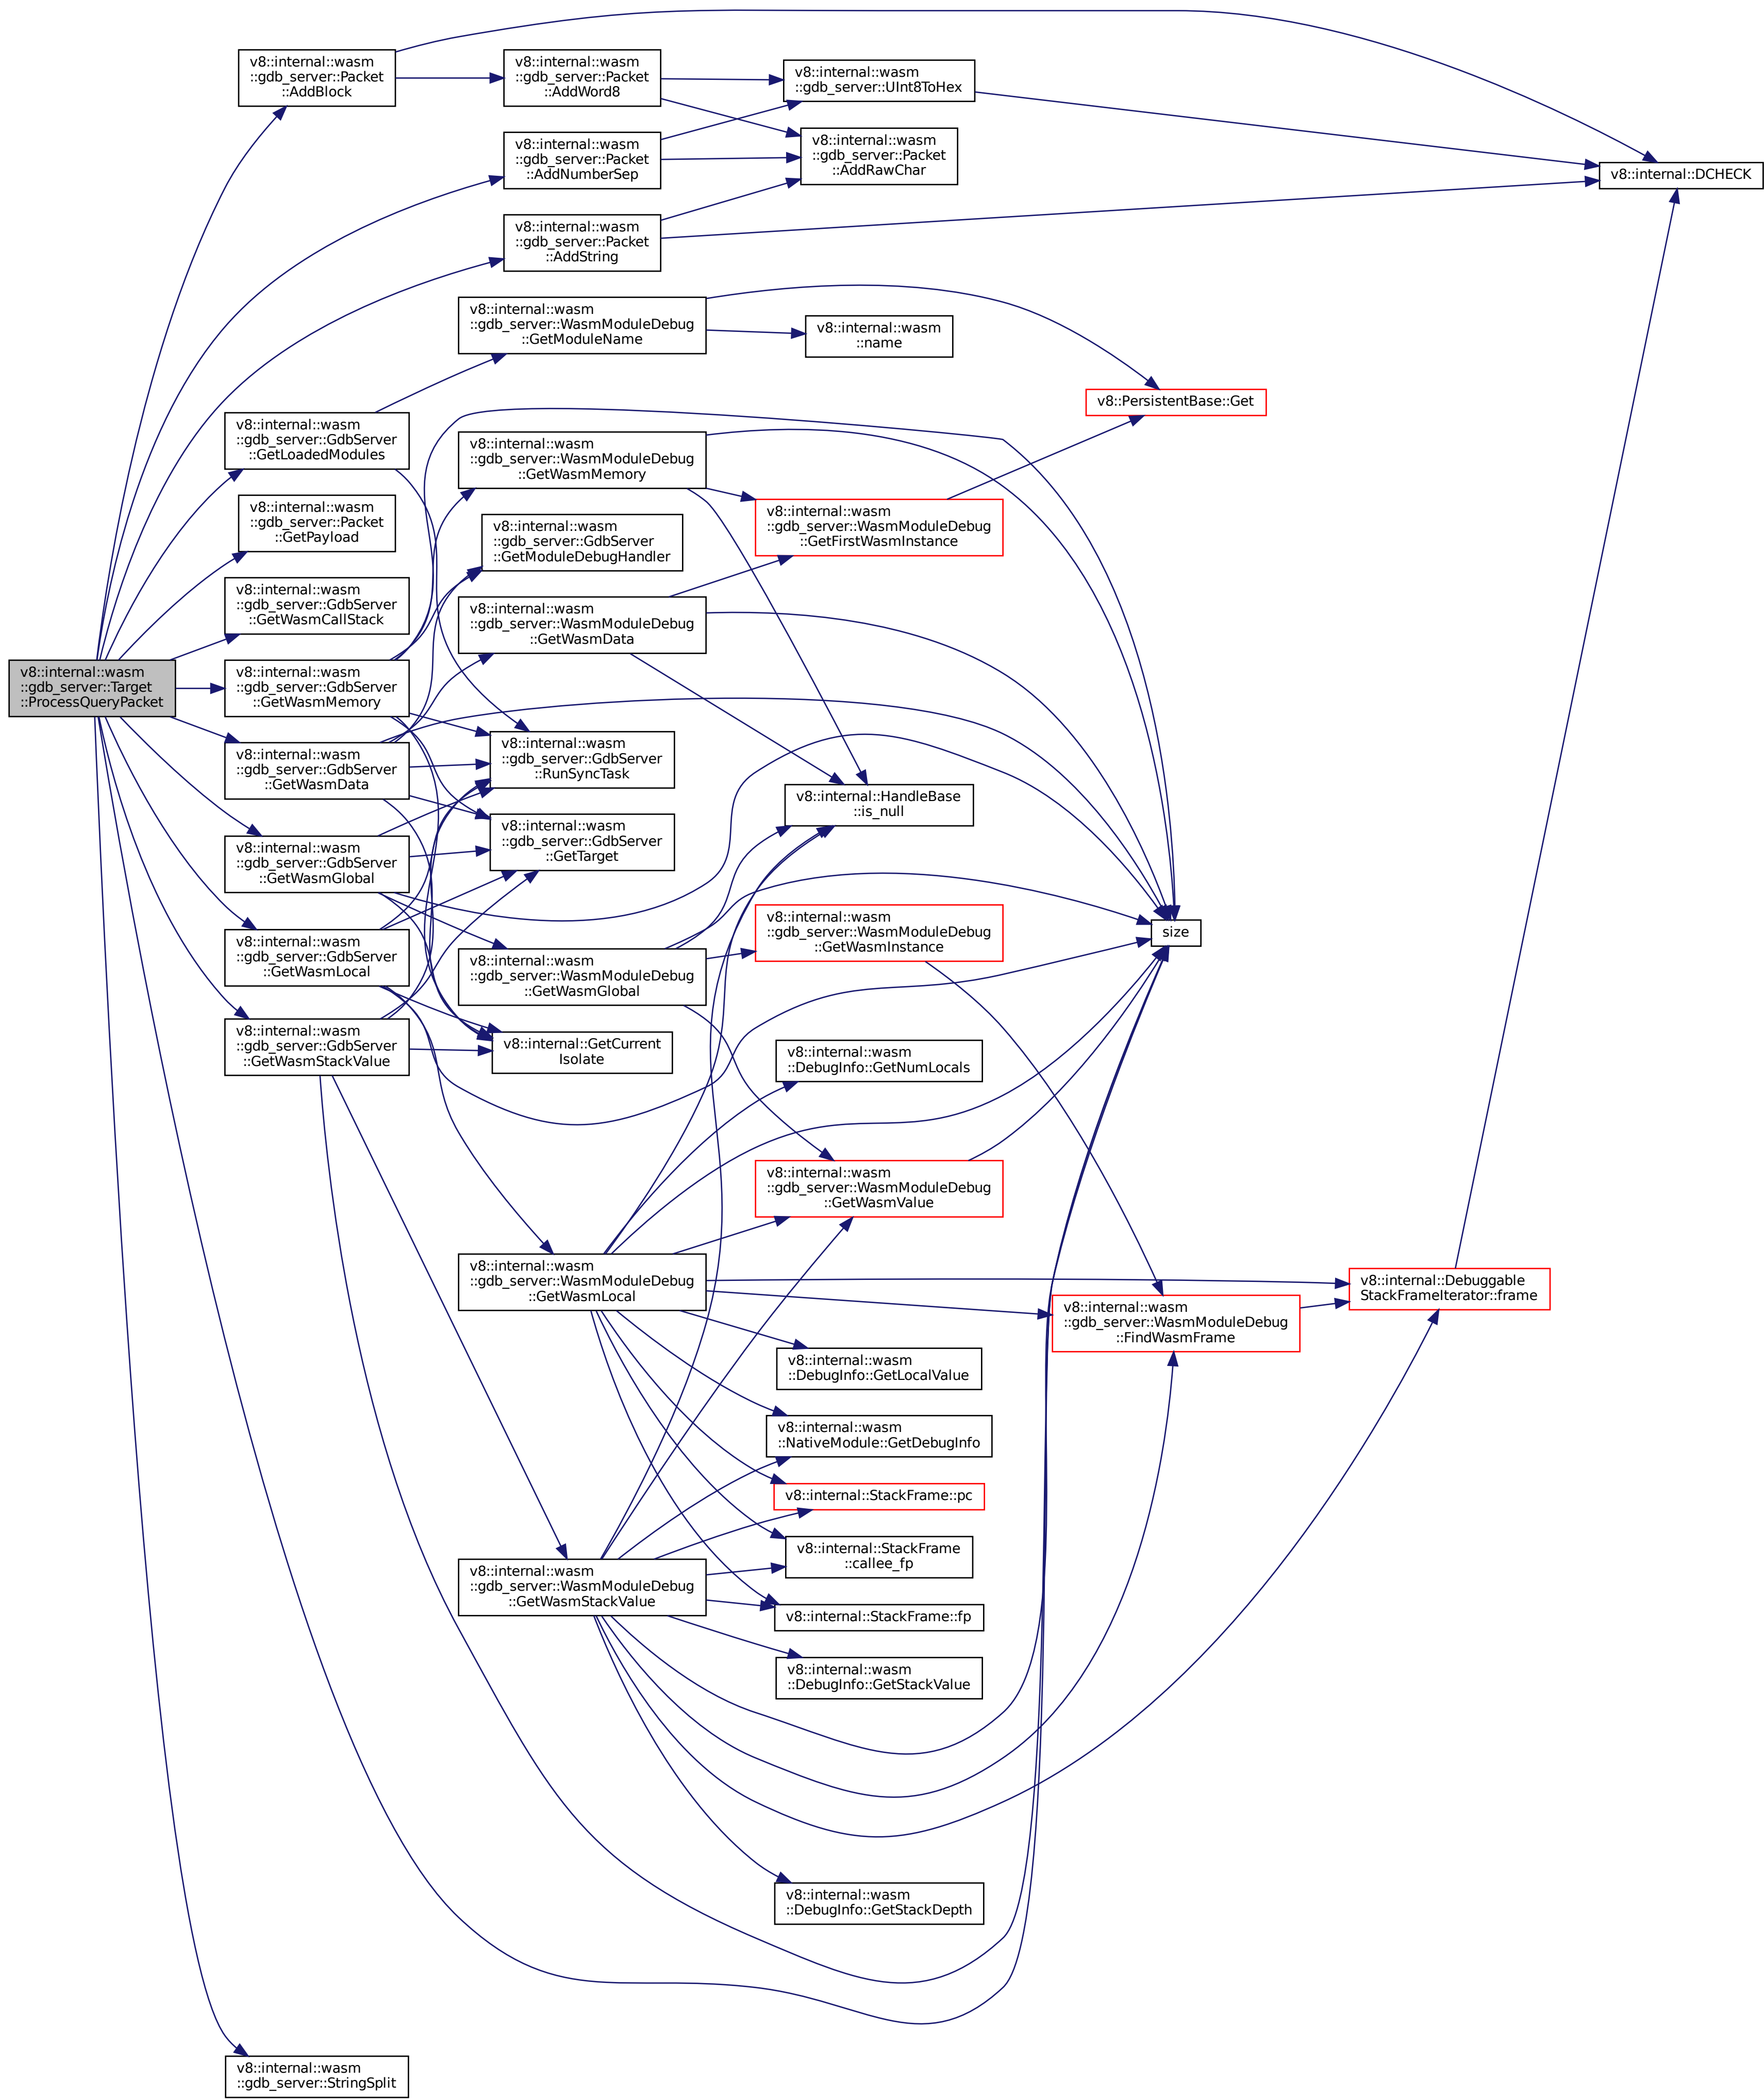 v8::internal::wasm
::gdb_server::Target
::ProcessQueryPacket
v8::internal::wasm
::gdb_server::Packet
::AddBlock
v8::internal::wasm
::gdb_server::GdbServer
::GetLoadedModules
v8::internal::wasm
::gdb_server::Packet
::GetPayload
v8::internal::wasm
::gdb_server::GdbServer
::GetWasmCallStack
v8::internal::wasm
::gdb_server::GdbServer
::GetWasmMemory
v8::internal::wasm
::gdb_server::GdbServer
::GetWasmData
v8::internal::wasm
::gdb_server::GdbServer
::GetWasmGlobal
v8::internal::wasm
::gdb_server::GdbServer
::GetWasmLocal
v8::internal::wasm
::gdb_server::GdbServer
::GetWasmStackValue
v8::internal::wasm
::gdb_server::StringSplit
v8::internal::wasm
::gdb_server::Packet
::AddWord8
v8::internal::wasm
::gdb_server::Packet
::AddNumberSep
v8::internal::wasm
::gdb_server::Packet
::AddString
v8::internal::wasm
::gdb_server::WasmModuleDebug
::GetModuleName
v8::internal::wasm
::gdb_server::WasmModuleDebug
::GetWasmMemory
v8::internal::wasm
::gdb_server::GdbServer
::GetModuleDebugHandler
v8::internal::wasm
::gdb_server::WasmModuleDebug
::GetWasmData
v8::internal::wasm
::gdb_server::GdbServer
::RunSyncTask
v8::internal::wasm
::gdb_server::GdbServer
::GetTarget
v8::internal::wasm
::gdb_server::WasmModuleDebug
::GetWasmGlobal
v8::internal::GetCurrent
Isolate
v8::internal::wasm
::gdb_server::WasmModuleDebug
::GetWasmLocal
v8::internal::wasm
::gdb_server::WasmModuleDebug
::GetWasmStackValue
v8::internal::wasm
::gdb_server::UInt8ToHex
v8::internal::wasm
::gdb_server::Packet
::AddRawChar
v8::internal::wasm
::name
v8::internal::wasm
::gdb_server::WasmModuleDebug
::GetFirstWasmInstance
v8::internal::HandleBase
::is_null
v8::internal::wasm
::gdb_server::WasmModuleDebug
::GetWasmInstance
v8::internal::wasm
::DebugInfo::GetNumLocals
v8::internal::wasm
::gdb_server::WasmModuleDebug
::GetWasmValue
v8::internal::wasm
::DebugInfo::GetLocalValue
v8::internal::wasm
::NativeModule::GetDebugInfo
v8::internal::StackFrame::pc
v8::internal::StackFrame
::callee_fp
v8::internal::StackFrame::fp
v8::internal::wasm
::DebugInfo::GetStackValue
v8::internal::wasm
::DebugInfo::GetStackDepth
v8::PersistentBase::Get
size
v8::internal::wasm
::gdb_server::WasmModuleDebug
::FindWasmFrame
v8::internal::Debuggable
StackFrameIterator::frame
v8::internal::DCHECK